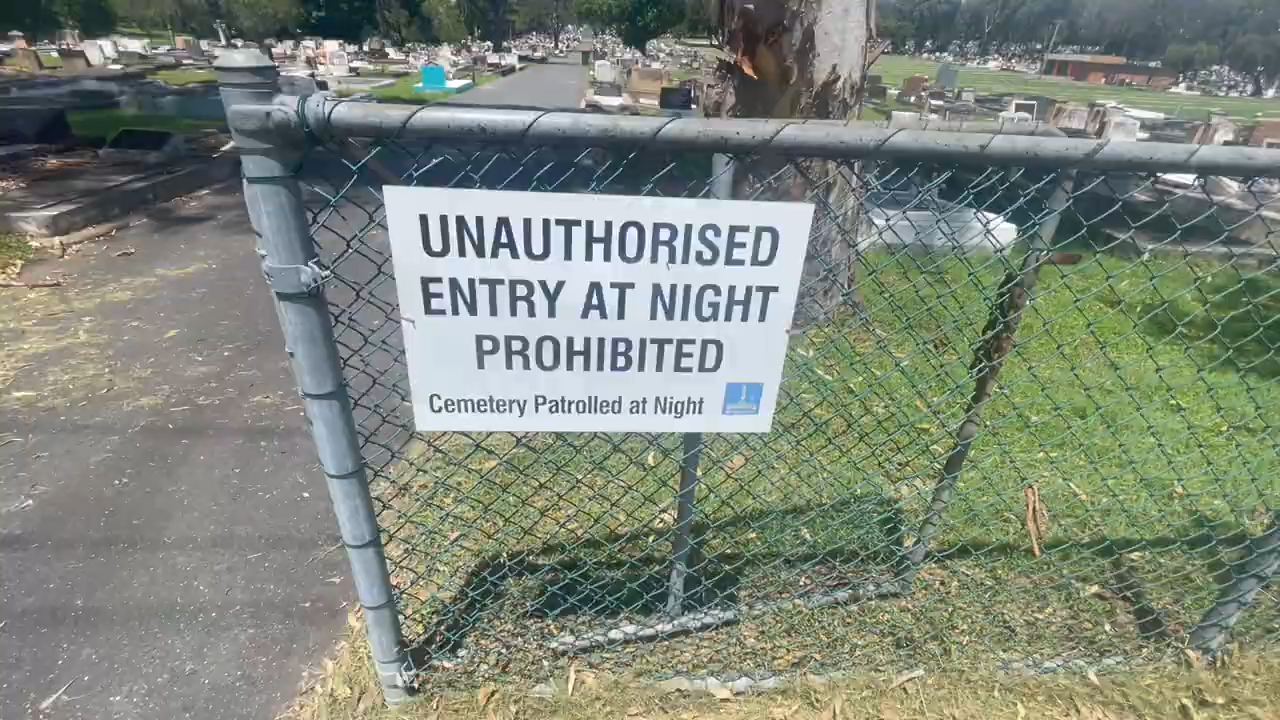 UNAUTHORISED
ENTRY AT NIGHT
PROHIBITED
Cemetery Patrolled at Night